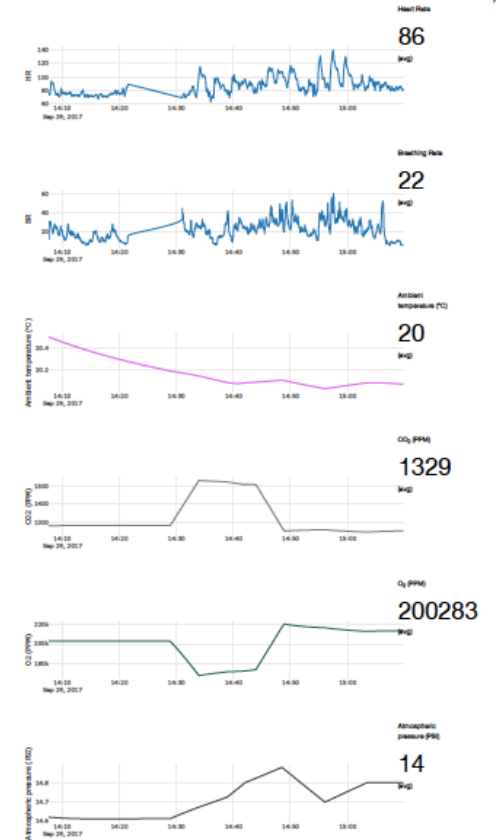 Heart Rate
86
(avg)
HR
140
120
100
80
60
14:10
14:20
14:30
14:40
14:50
15:00
Sep 29, 2017
Breathing Rate
22
(avg)
BR
60
40
20
14:10
14:20
14:30
14:40
14:50
15:00
Sep 29, 2017
Ambient
temperature (°C)
20
(avg)
Ambient temperature (°C)
20.4
20.2
14:10
14:20
14:30
14:40
14:50
15:00
Sep 29, 2017
CO₂ (PPM)
1329
(avg)
CO2 (PPM)
1400
1200
14:10
14:20
14:30
14:40
14:50
15:00
Sep 29, 2017
O₂ (PPM)
200283
(avg)
O2 (PPM)
220k
200k
180k
14:10
14:20
14:30
14:40
14:50
15:00
Sep 29, 2017
Atmospheric
pressure (PSI)
14
(avg)
Atmospheric pressure (PSI)
14.8
14.7
14.6
14:10
14:20
14:30
14:40
14:50
15:00
Sep 29, 2017